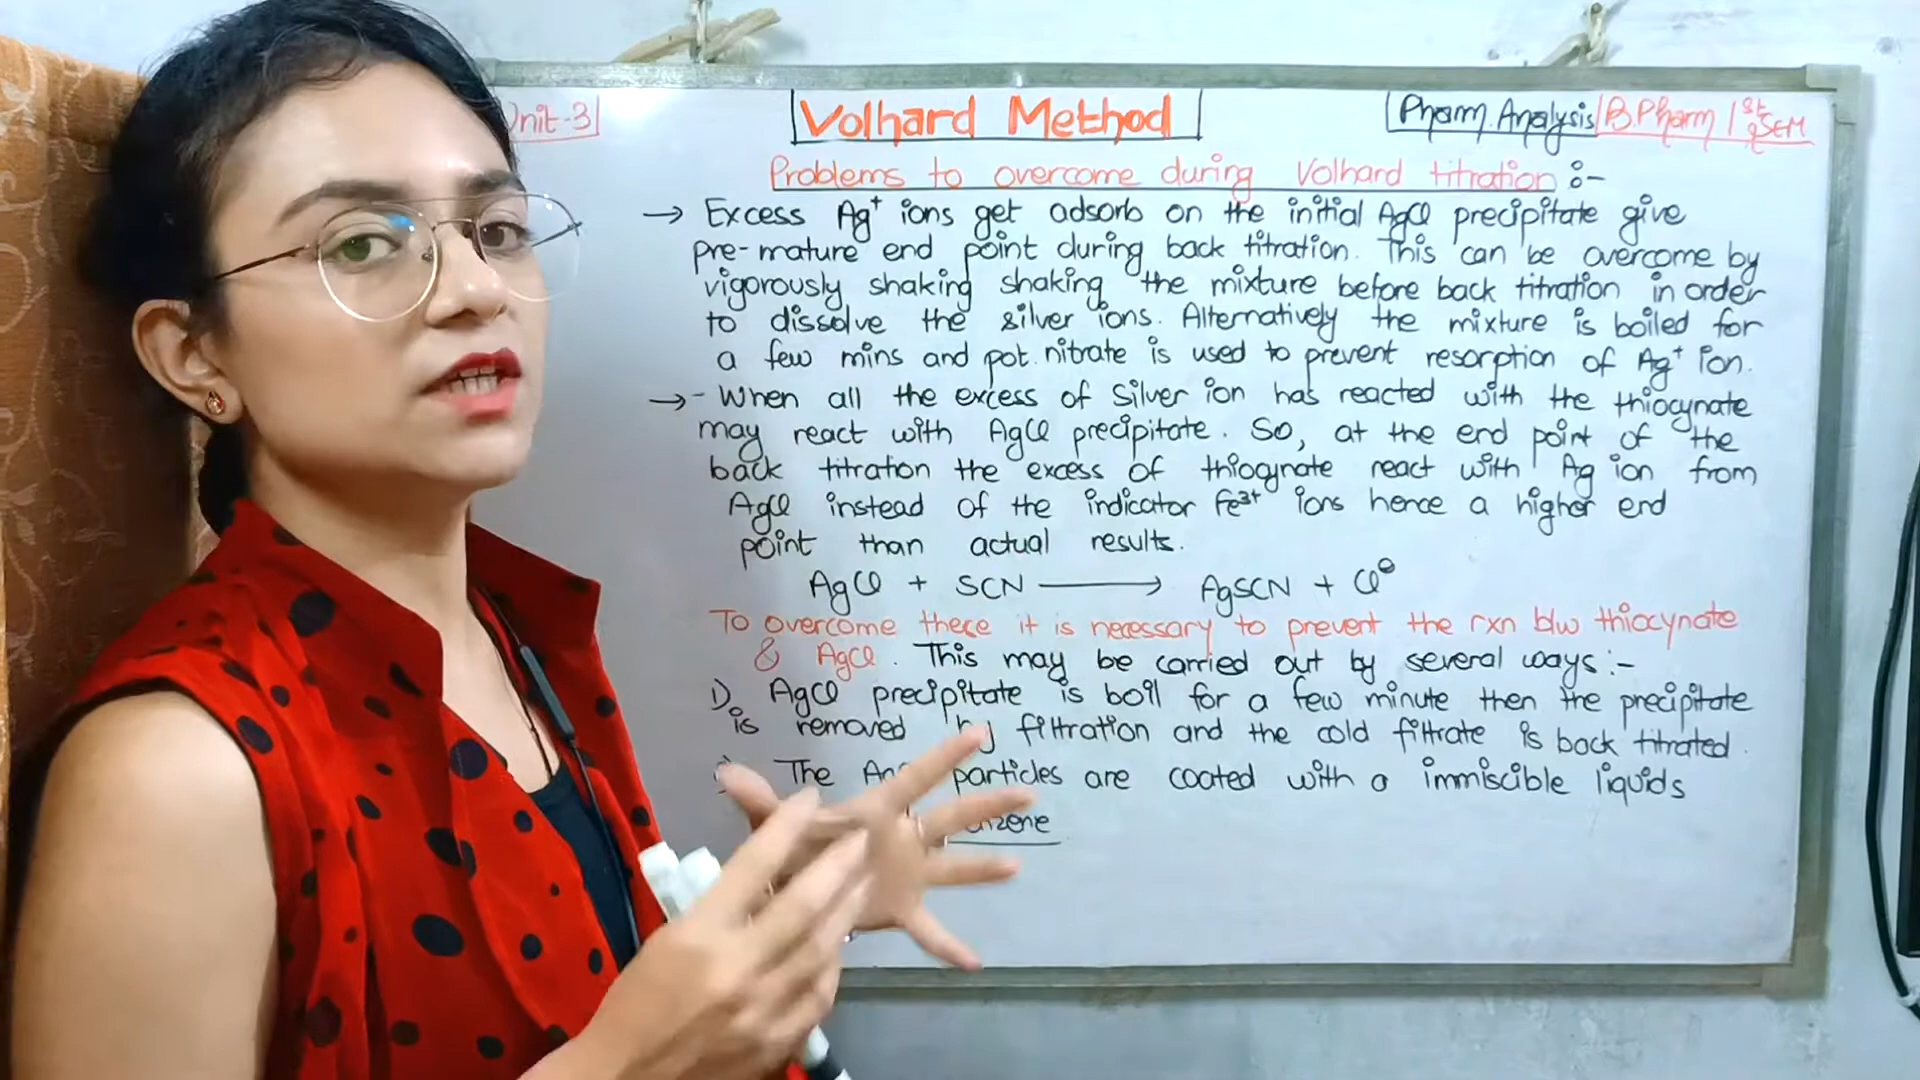 Unit-3
Volhard Method
Pharm. Analysis B.Pharm 1st SEM
Problems to overcome during Volhard titration :-
→ Excess Ag⁺ ions get adsorb on the initial AgCl precipitate give
pre-mature end point during back titration. This can be overcome by
vigorously shaking shaking the mixture before back titration in order
to dissolve the silver ions. Alternatively the mixture is boiled for
a few mins and pot. nitrate is used to prevent resorption of Ag⁺ ion.
→ - When all the excess of Silver ion has reacted with the thiocynate
may react with AgCl precipitate. So, at the end point of the
back titration the excess of thiocynate react with Ag ion from
AgCl instead of the indicator Fe³⁺ ions hence a higher end
point than actual results.
AgCl + SCN ⟶ AgSCN + Cl⊖
To overcome these it is necessary to prevent the rxn b/w thiocynate
& AgCl. This may be carried out by several ways :-
1) AgCl precipitate is boil for a few minute then the precipitate
is removed by filtration and the cold filtrate is back titrated.
The particles are coated with a immiscible liquids